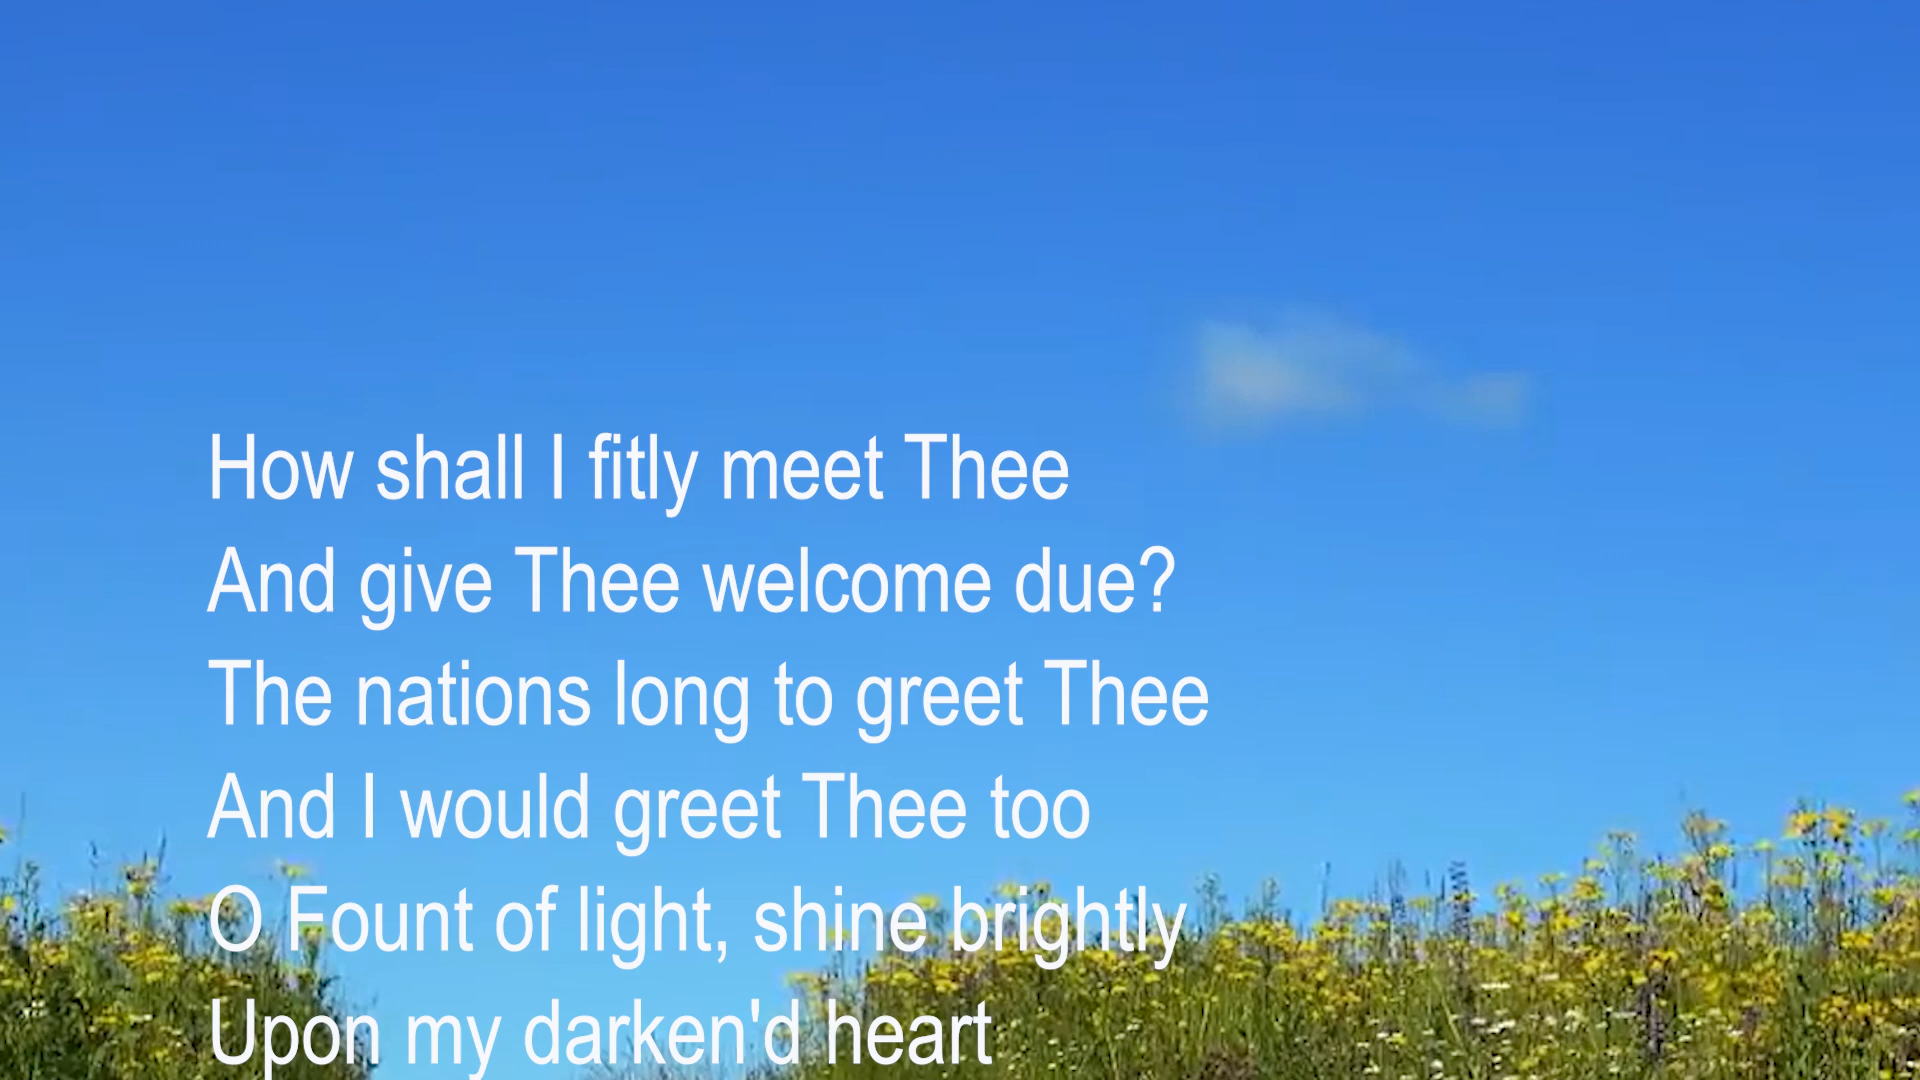 How shall I fitly meet Thee
And give Thee welcome due?
The nations long to greet Thee
And I would greet Thee too
O Fount of light, shine brightly
Upon my darken'd heart